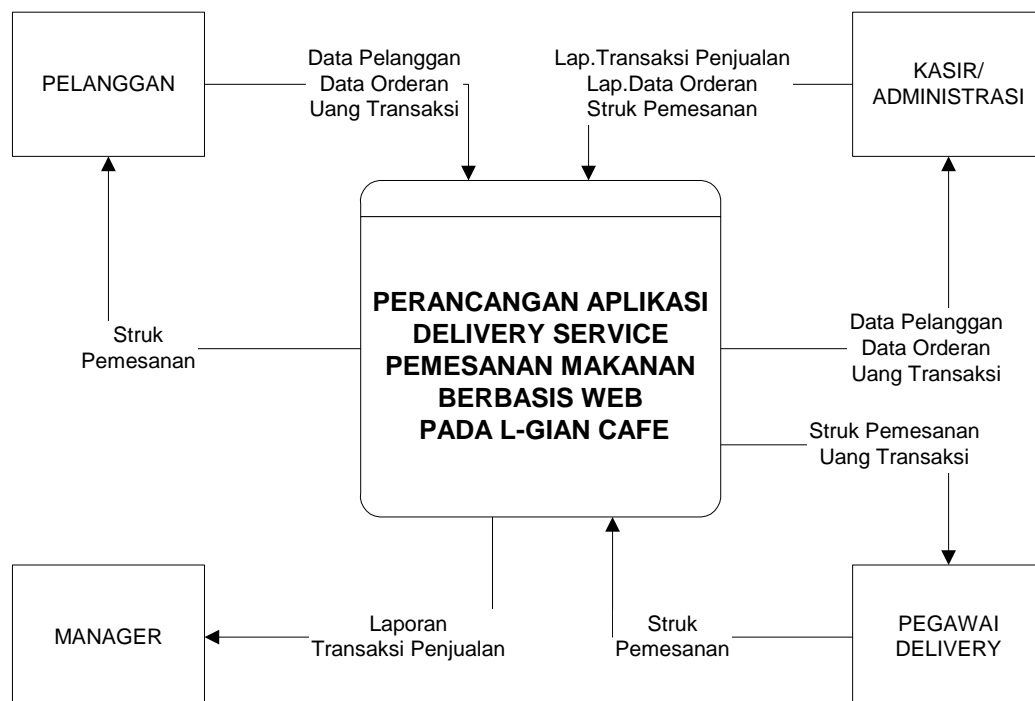 PELANGGAN
Data Pelanggan
Data Orderan
Uang Transaksi
Lap.Transaksi Penjualan
Lap.Data Orderan
Struk Pemesanan
KASIR/
ADMINISTRASI
PERANCANGAN APLIKASI
DELIVERY SERVICE
PEMESANAN MAKANAN
BERBASIS WEB
PADA L-GIAN CAFE
Struk
Pemesanan
Data Pelanggan
Data Orderan
Uang Transaksi
Struk Pemesanan
Uang Transaksi
MANAGER
Laporan
Transaksi Penjualan
Struk
Pemesanan
PEGAWAI
DELIVERY